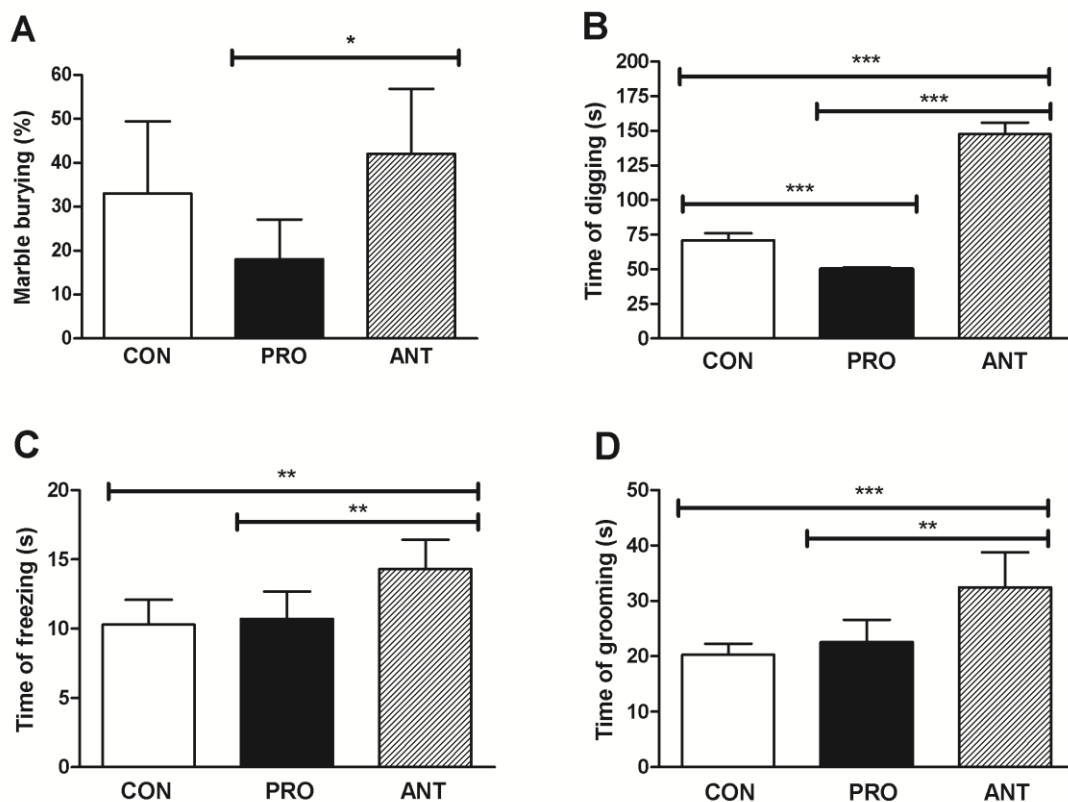 A
Marble burying (%)
60
50
40
30
20
10
0
*
CON PRO ANT
B
Time of digging (s)
200
175
150
125
100
75
50
25
0
***
***
***
CON PRO ANT
C
Time of freezing (s)
20
15
10
5
0
**
**
CON PRO ANT
D
Time of grooming (s)
50
40
30
20
10
0
***
**
CON PRO ANT